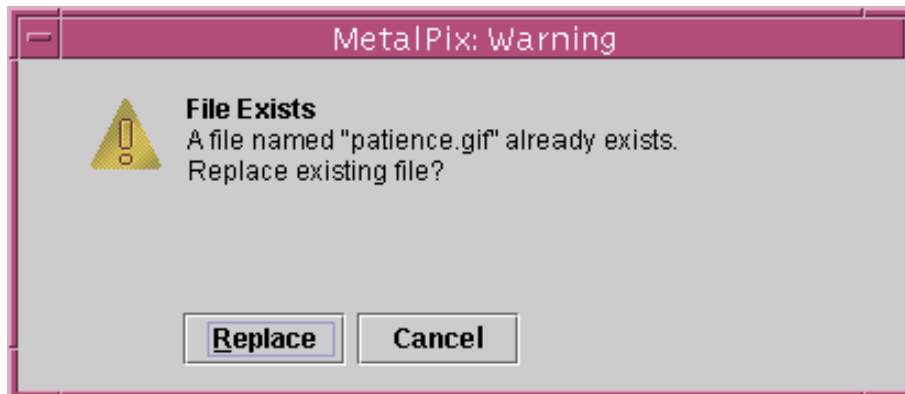 MetalPix: Warning
File Exists
A file named "patience.gif" already exists.
Replace existing file?
Replace Cancel